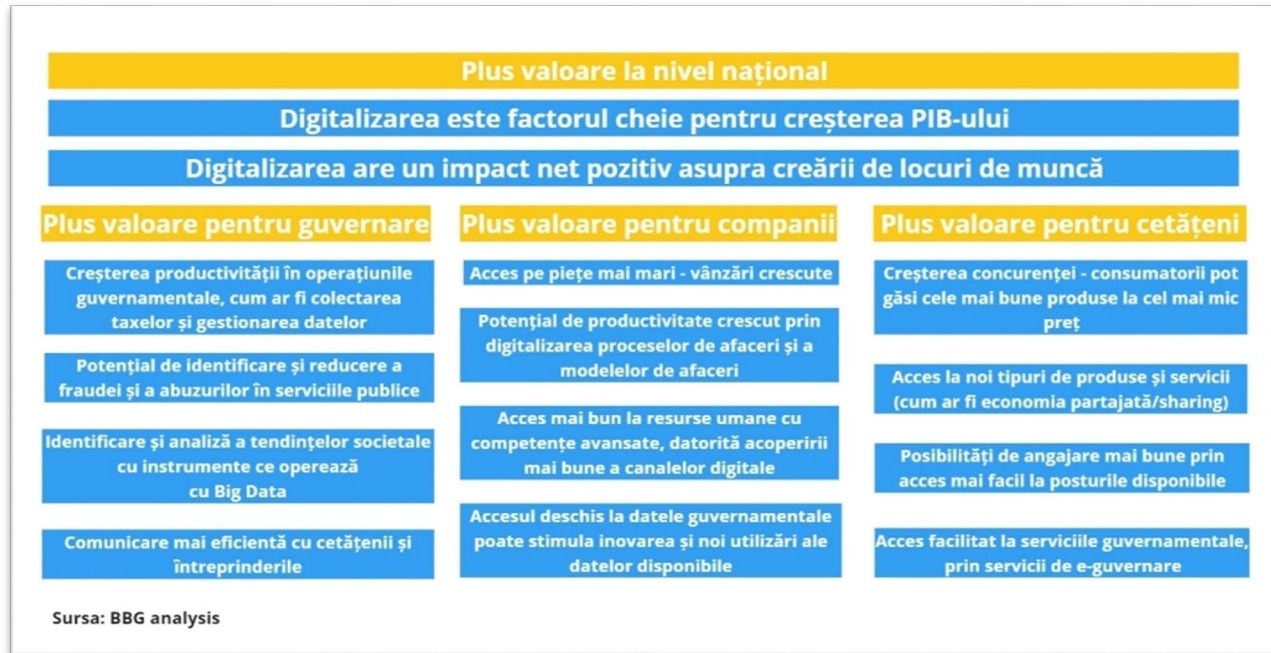 Plus valoare la nivel național
Digitalizarea este factorul cheie pentru creșterea PIB-ului
Digitalizarea are un impact net pozitiv asupra creării de locuri de muncă
Plus valoare pentru guvernare
Creșterea productivității în operațiunile
guvernamentale, cum ar fi colectarea
taxelor și gestionarea datelor
Potențial de identificare și reducere a
fraudei și a abuzurilor în serviciile publice
Identificare și analiză a tendințelor societale
cu instrumente ce operează
cu Big Data
Comunicare mai eficientă cu cetățenii și
întreprinderile
Plus valoare pentru companii
Acces pe piețe mai mari - vânzări crescute
Potențial de productivitate crescut prin
digitalizarea proceselor de afaceri și a
modelelor de afaceri
Acces mai bun la resurse umane cu
competențe avansate, datorită acoperirii
mai bune a canalelor digitale
Accesul deschis la datele guvernamentale
poate stimula inovarea și noi utilizări ale
datelor disponibile
Plus valoare pentru cetățeni
Creșterea concurenței - consumatorii pot
găsi cele mai bune produse la cel mai mic
preț
Acces la noi tipuri de produse și servicii
(cum ar fi economia partajată/sharing)
Posibilități de angajare mai bune prin
acces mai facil la posturile disponibile
Acces facilitat la serviciile guvernamentale,
prin servicii de e-guvernare
Sursa: BBG analysis